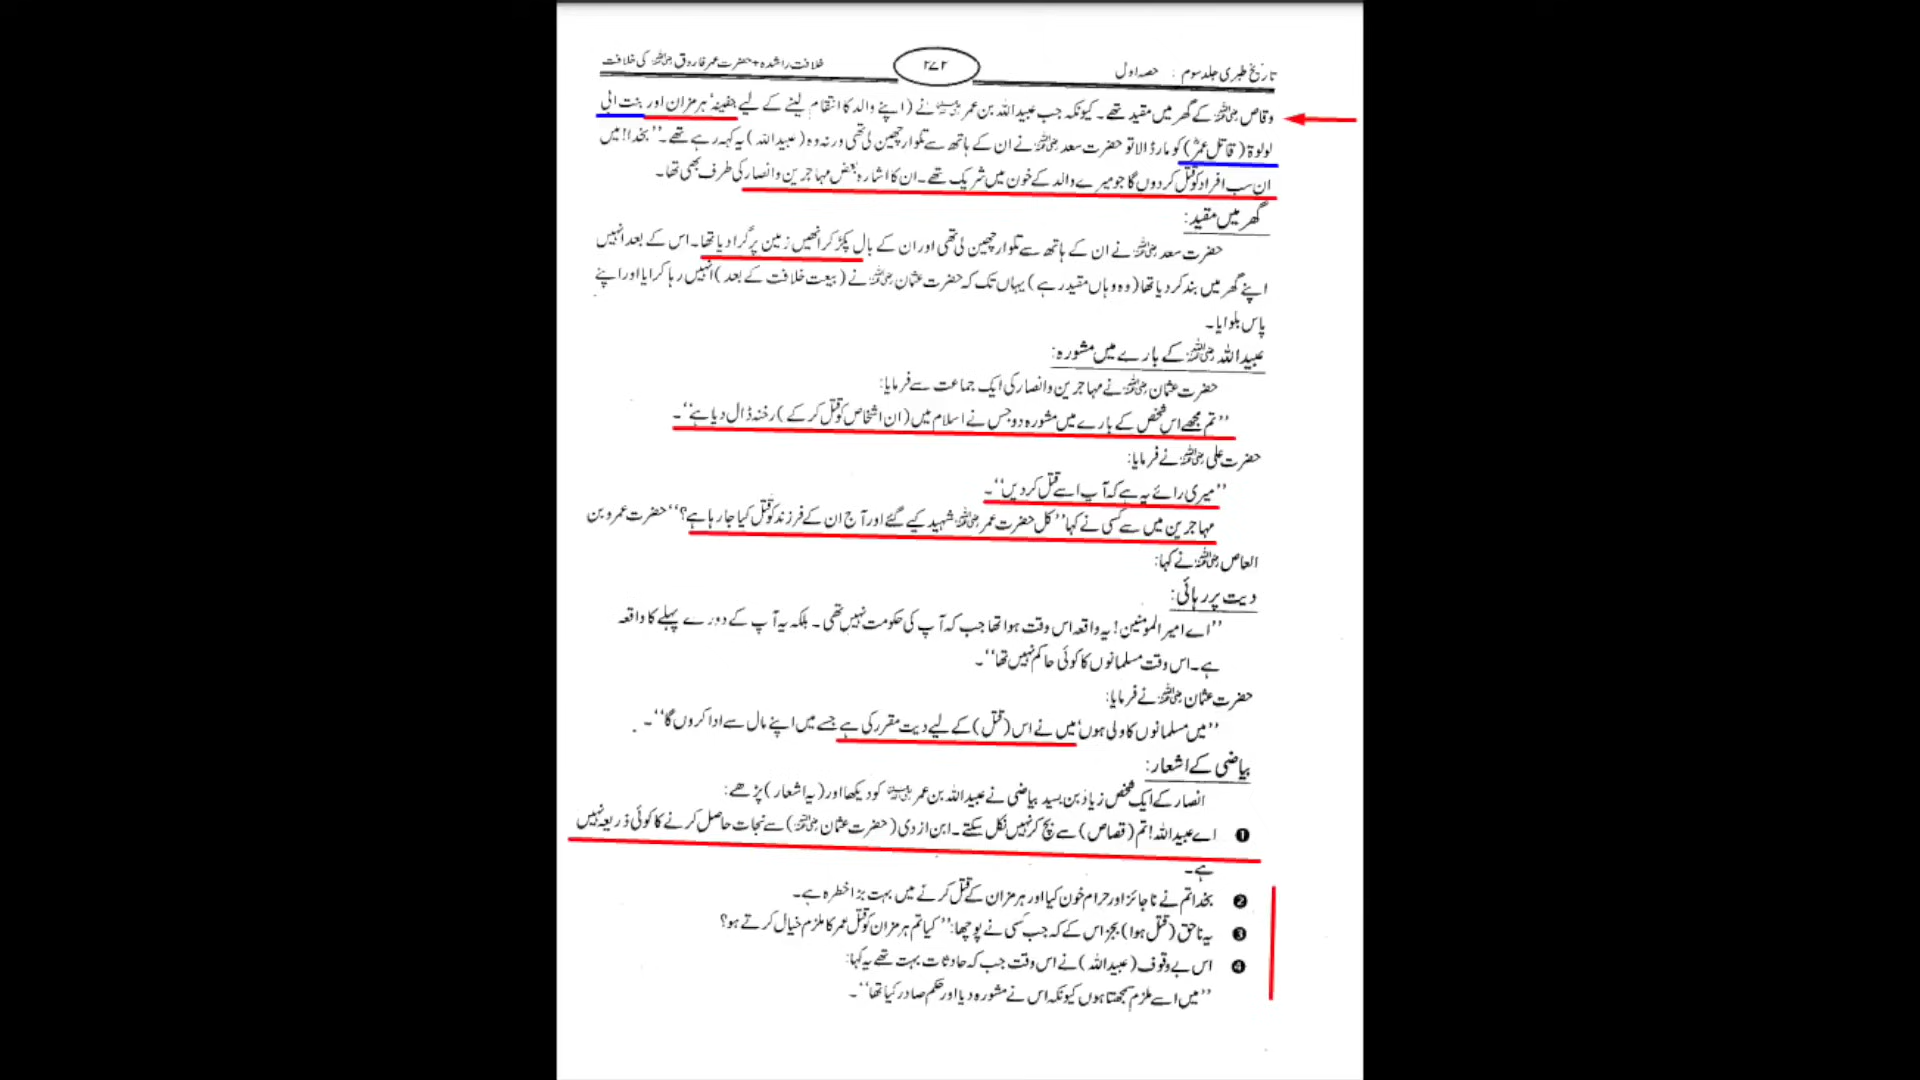 تاریخ طبری جلد سوم : حصہ اول
۲۷۲
خلافت راشدہ + حضرت عمر فاروق رضی اللہ عنہ کی خلافت
وقاص رضی اللہ عنہ کے گھر میں مقید تھے۔ کیونکہ جب عبیداللہ بن عمر رضی اللہ عنہما نے (اپنے والد کا انتقام لینے کے لیے جفینہ' ہرمزان اور بنت ابی
لولوۃ (قاتل عمرؓ) کو مار ڈالا تو حضرت سعد رضی اللہ عنہ نے ان کے ہاتھ سے تلوار چھین لی تھی ورنہ وہ (عبیداللہ) یہ کہہ رہے تھے۔ ''بخدا! میں
ان سب افراد کو قتل کر دوں گا جو میرے والد کے خون میں شریک تھے۔ ان کا اشارہ بعض مہاجرین و انصار کی طرف بھی تھا۔
گھر میں مقید:
حضرت سعد رضی اللہ عنہ نے ان کے ہاتھ سے تلوار چھین لی تھی اور ان کے بال پکڑ کر انھیں زمین پر گرا دیا تھا۔ اس کے بعد انہیں
اپنے گھر میں بند کر دیا تھا (وہ وہاں مقید رہے) یہاں تک کہ حضرت عثمان رضی اللہ عنہ نے (بیعت خلافت کے بعد) انہیں رہا کرایا اور اپنے
پاس بلوایا۔
عبیداللہ رضی اللہ عنہ کے بارے میں مشورہ:
حضرت عثمان رضی اللہ عنہ نے مہاجرین و انصار کی ایک جماعت سے فرمایا:
''تم مجھے اس شخص کے بارے میں مشورہ دو جس نے اسلام میں (ان اشخاص کو قتل کر کے) رخنہ ڈال دیا ہے''۔
حضرت علی رضی اللہ عنہ نے فرمایا:
''میری رائے یہ ہے کہ آپ اسے قتل کر دیں''۔
مہاجرین میں سے کسی نے کہا ''کل حضرت عمر رضی اللہ عنہ شہید کیے گئے اور آج ان کے فرزند کو قتل کیا جا رہا ہے؟'' حضرت عمرو بن
العاص رضی اللہ عنہ نے کہا:
دیت پر رہائی:
''اے امیر المومنین! یہ واقعہ اس وقت ہوا تھا جب کہ آپ کی حکومت نہیں تھی۔ بلکہ یہ آپ کے دور سے پہلے کا واقعہ
ہے۔ اس وقت مسلمانوں کا کوئی حاکم نہیں تھا''۔
حضرت عثمان رضی اللہ عنہ نے فرمایا:
''میں مسلمانوں کا ولی ہوں' میں نے اس (قتل) کے لیے دیت مقرر کی ہے جسے میں اپنے مال سے ادا کروں گا''۔
بیاضی کے اشعار:
انصار کے ایک شخص زیاد بن بسید بیاضی نے عبیداللہ بن عمر رضی اللہ عنہما کو دیکھا اور (یہ اشعار) پڑھے:
❶ اے عبیداللہ! تم (قصاص) سے بچ کر نہیں نکل سکتے۔ ابن ازدی (حضرت عثمان رضی اللہ عنہ) سے نجات حاصل کرنے کا کوئی ذریعہ نہیں
ہے۔
❷ بخدا تم نے ناجائز اور حرام خون کیا اور ہرمزان کے قتل کرنے میں بہت بڑا خطرہ ہے۔
❸ یہ ناحق (قتل ہوا) بجز اس کے کہ جب کسی نے پوچھا: ''کیا تم ہرمزان کو قتل عمر کا ملزم خیال کرتے ہو؟
❹ اس بے وقوف (عبیداللہ) نے اس وقت جب کہ حادثات بہت تھے یہ کہا:
''میں اسے ملزم سمجھتا ہوں کیونکہ اس نے مشورہ دیا اور حکم صادر کیا تھا''۔